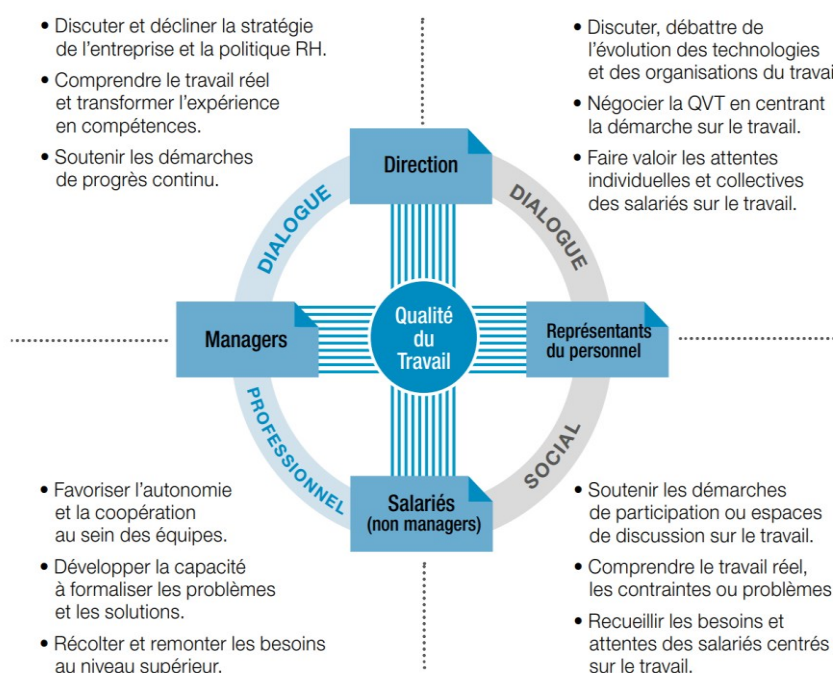 • Discuter et décliner la stratégie
de l'entreprise et la politique RH.
• Comprendre le travail réel
et transformer l'expérience
en compétences.
• Soutenir les démarches
de progrès continu.
• Discuter, débattre de
l'évolution des technologies
et des organisations du travai
• Négocier la QVT en centrant
la démarche sur le travail.
• Faire valoir les attentes
individuelles et collectives
des salariés sur le travail.
Direction
DIALOGUE
DIALOGUE
Managers
Qualité
du
Travail
Représentants
du personnel
PROFESSIONNEL
SOCIAL
Salariés
(non managers)
• Favoriser l'autonomie
et la coopération
au sein des équipes.
• Développer la capacité
à formaliser les problèmes
et les solutions.
• Récolter et remonter les besoins
au niveau supérieur.
• Soutenir les démarches
de participation ou espaces
de discussion sur le travail.
• Comprendre le travail réel,
les contraintes ou problèmes
• Recueillir les besoins et
attentes des salariés centrés
sur le travail.